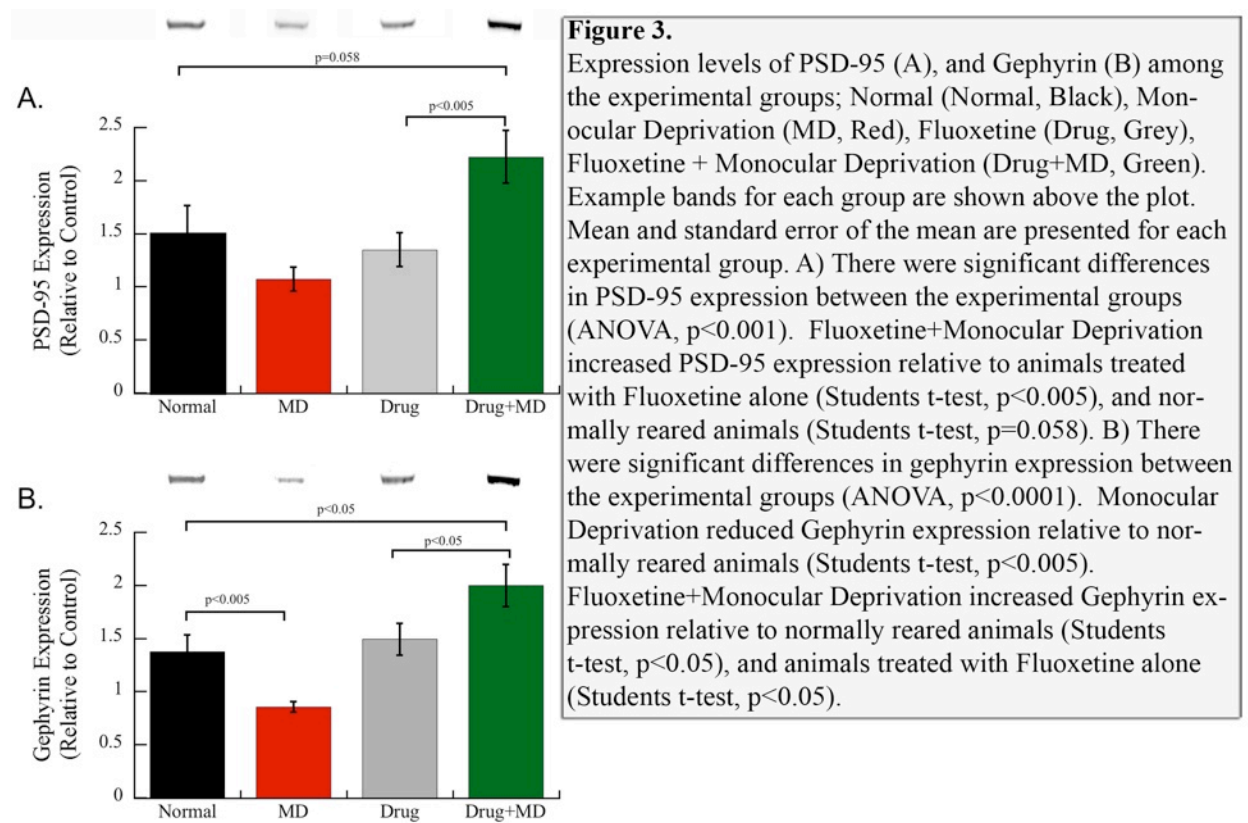 p=0.058
A.
p<0.005
2.5
2
1.5
1
0.5
0
PSD-95 Expression
(Relative to Control)
Normal MD Drug Drug+MD
B.
p<0.05
p<0.05
p<0.005
2.5
2
1.5
1
0.5
0
Gephyrin Expression
(Relative to Control)
Normal MD Drug Drug+MD
Figure 3.
Expression levels of PSD-95 (A), and Gephyrin (B) among
the experimental groups; Normal (Normal, Black), Mon-
ocular Deprivation (MD, Red), Fluoxetine (Drug, Grey),
Fluoxetine + Monocular Deprivation (Drug+MD, Green).
Example bands for each group are shown above the plot.
Mean and standard error of the mean are presented for each
experimental group. A) There were significant differences
in PSD-95 expression between the experimental groups
(ANOVA, p<0.001).  Fluoxetine+Monocular Deprivation
increased PSD-95 expression relative to animals treated
with Fluoxetine alone (Students t-test, p<0.005), and nor-
mally reared animals (Students t-test, p=0.058). B) There
were significant differences in gephyrin expression between
the experimental groups (ANOVA, p<0.0001).  Monocular
Deprivation reduced Gephyrin expression relative to nor-
mally reared animals (Students t-test, p<0.005).
Fluoxetine+Monocular Deprivation increased Gephyrin ex-
pression relative to normally reared animals (Students
t-test, p<0.05), and animals treated with Fluoxetine alone
(Students t-test, p<0.05).